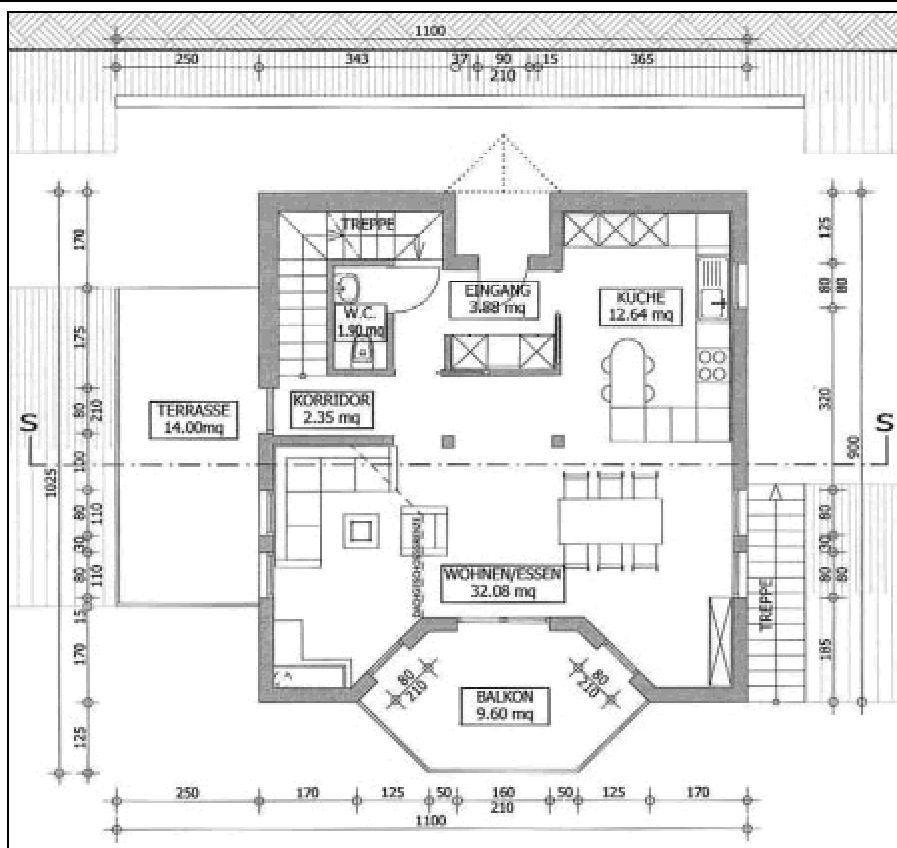 1100
250 343 37 90 15 365
210
TREPPE
EINGANG
3.88 mq
KUCHE
12.64 mq
W.C.
1.90 mq
KORRIDOR
2.35 mq
TERRASSE
14.00mq
S
S
WOHNEN/ESSEN
32.08 mq
TREPPE
BALKON
9.60 mq
80
210
80
210
1025
170
175
80
210
100
80
110
30
80
110
15
170
125
125
80
80
320
900
80
30
80
80
185
250 170 125 50 160 50 125 170
210
1100